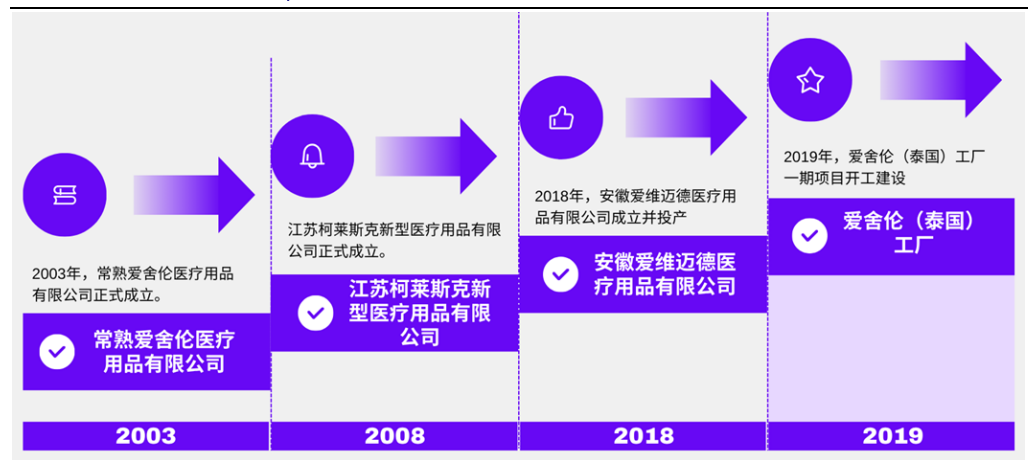 2003年，常熟爱舍伦医疗用品
有限公司正式成立。
常熟爱舍伦医疗
用品有限公司
2003
江苏柯莱斯克新型医疗用品有限
公司正式成立。
江苏柯莱斯克新
型医疗用品有限
公司
2008
2018年，安徽爱维迈德医疗用
品有限公司成立并投产
安徽爱维迈德医
疗用品有限公司
2018
2019年，爱舍伦（泰国）工厂
一期项目开工建设
爱舍伦（泰国）
工厂
2019